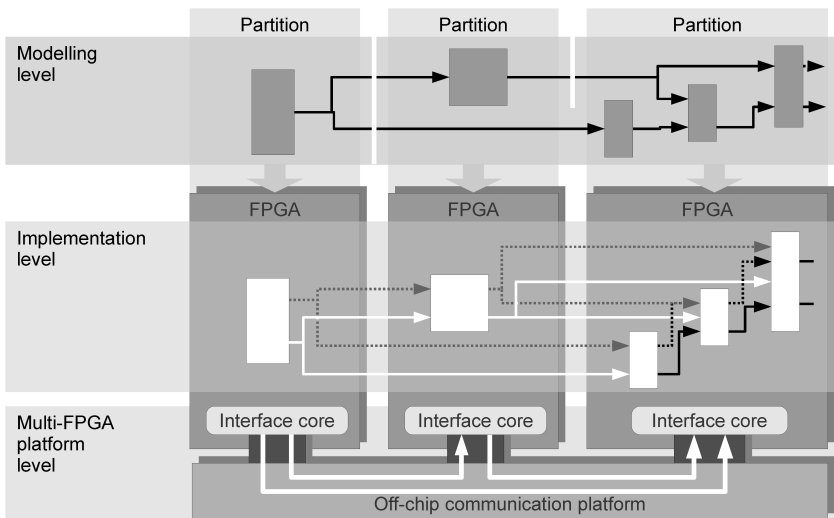 Partition
Partition
Partition
Modelling
level
FPGA
FPGA
FPGA
Implementation
level
Multi-FPGA
platform
level
Interface core
Interface core
Interface core
Off-chip communication platform